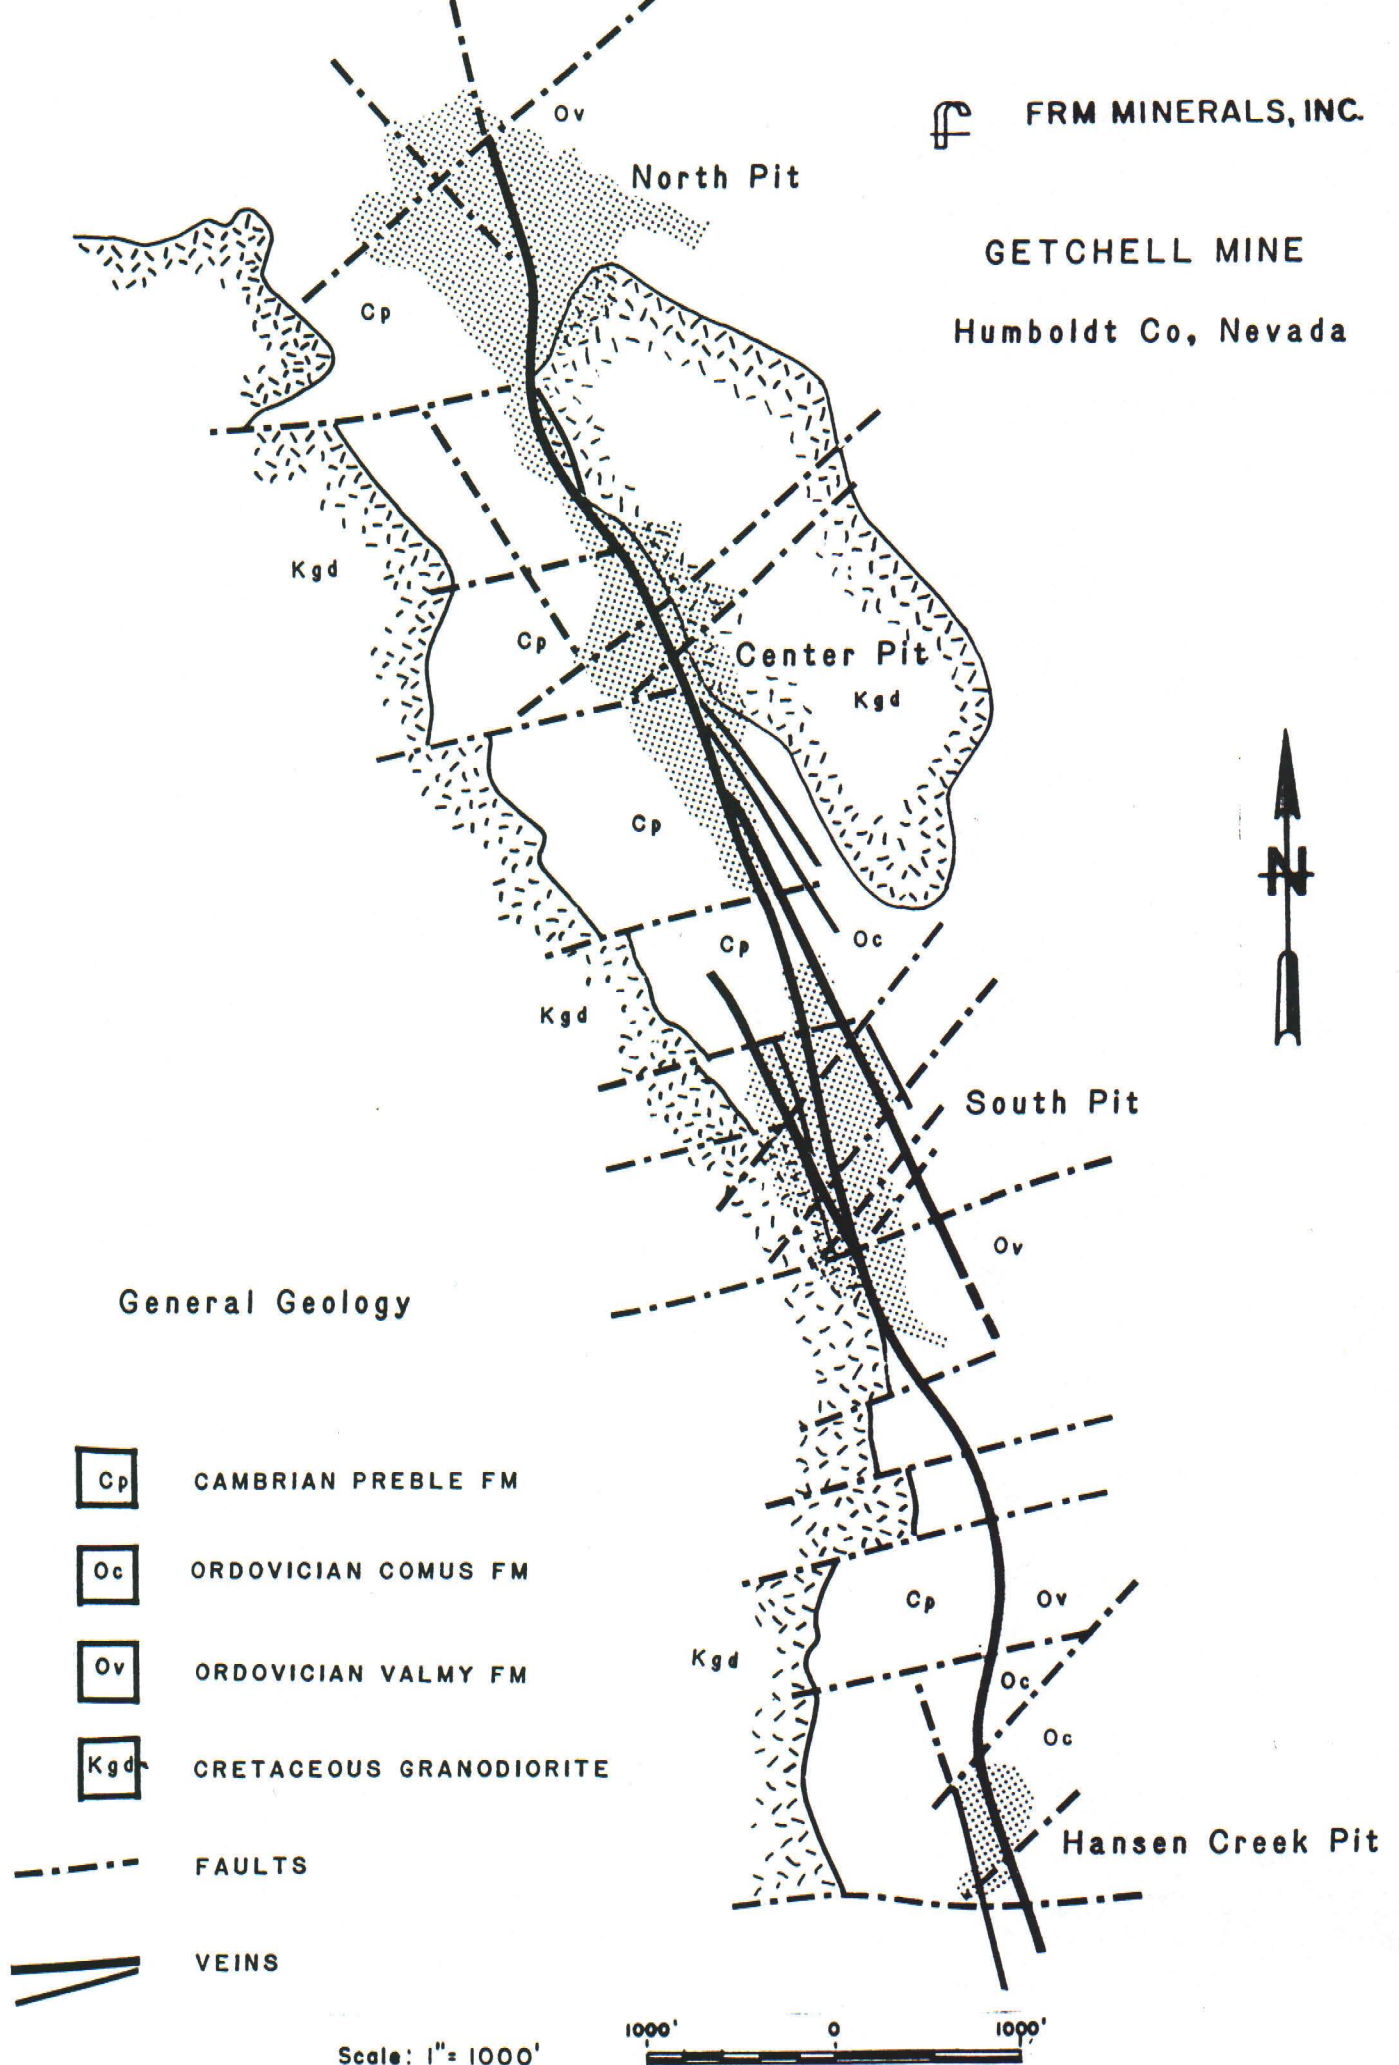 Ov
FRM MINERALS, INC.
North Pit
GETCHELL MINE
Cp
Humboldt Co, Nevada
Kgd
Cp
Center Pit
Kgd
Cp
N
Cp
Oc
Kgd
South Pit
Ov
General Geology
Cp CAMBRIAN PREBLE FM
Oc ORDOVICIAN COMUS FM
Ov ORDOVICIAN VALMY FM
Kgd CRETACEOUS GRANODIORITE
Cp
Ov
Kgd
Oc
Oc
Hansen Creek Pit
FAULTS
VEINS
1000' 0 1000'
Scale: 1"= 1000'